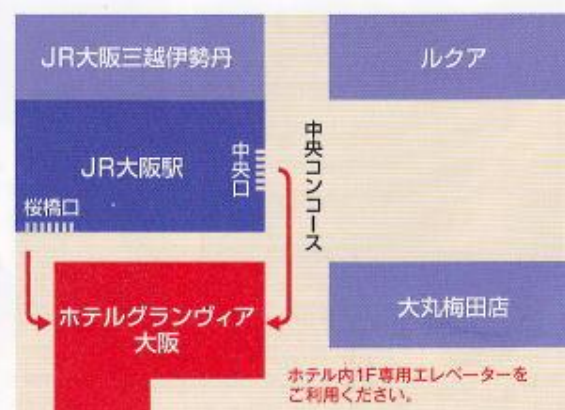 JR大阪三越伊勢丹
ルクア
JR大阪駅
中央口
中央コンコース
桜橋口
ホテルグランヴィア
大阪
大丸梅田店
ホテル内1F専用エレベーターを
ご利用ください。